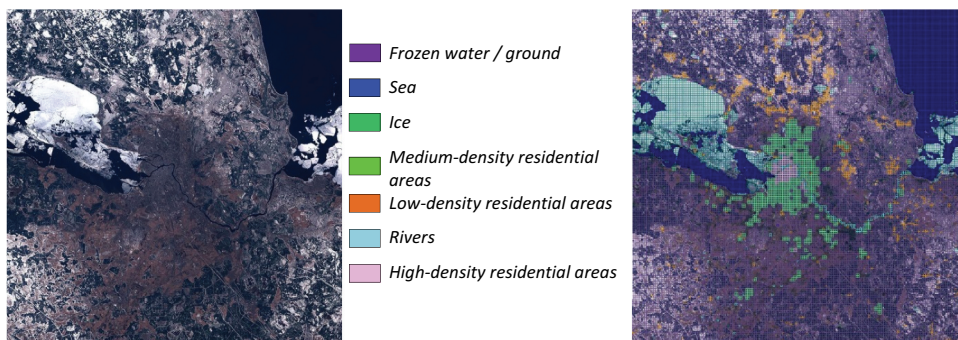 Frozen water / ground
Sea
Ice
Medium-density residential
areas
Low-density residential areas
Rivers
High-density residential areas